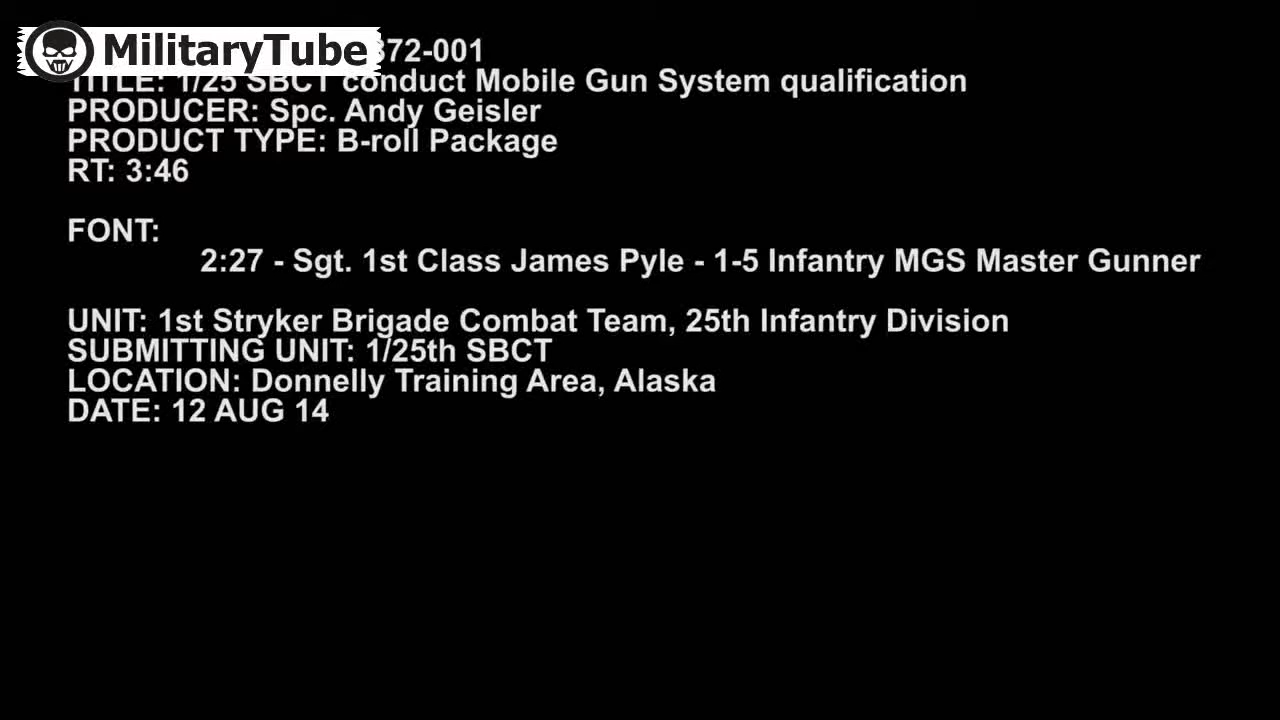 MilitaryTube
372-001
TITLE: 1/25 SBCT conduct Mobile Gun System qualification
PRODUCER: Spc. Andy Geisler
PRODUCT TYPE: B-roll Package
RT: 3:46
FONT:
2:27 - Sgt. 1st Class James Pyle - 1-5 Infantry MGS Master Gunner
UNIT: 1st Stryker Brigade Combat Team, 25th Infantry Division
SUBMITTING UNIT: 1/25th SBCT
LOCATION: Donnelly Training Area, Alaska
DATE: 12 AUG 14